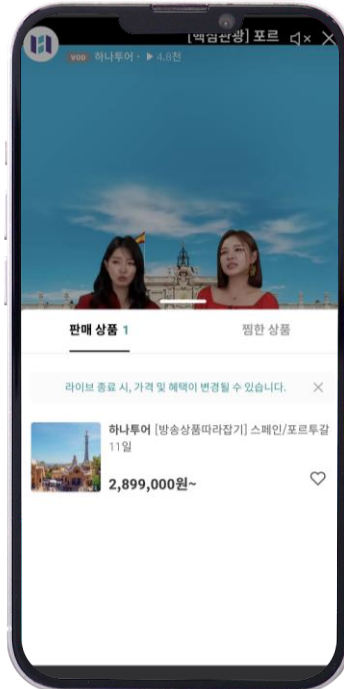 [핵심관광] 포르
VOD 하나투어 · ▶ 4.8천
판매 상품 1
찜한 상품
라이브 종료 시, 가격 및 혜택이 변경될 수 있습니다.
하나투어 [방송상품따라잡기] 스페인/포르투갈
11일
2,899,000원~